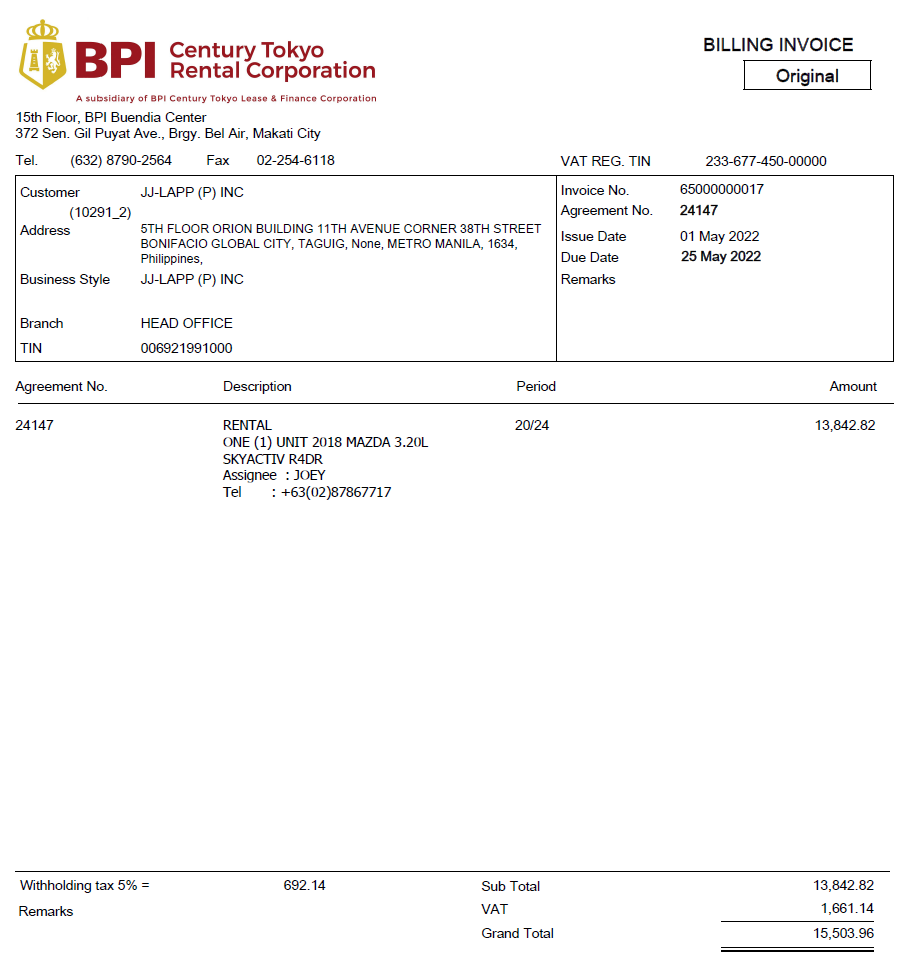 BPI Century Tokyo
Rental Corporation
A subsidiary of BPI Century Tokyo Lease & Finance Corporation
BILLING INVOICE
Original
15th Floor, BPI Buendia Center
372 Sen. Gil Puyat Ave., Brgy. Bel Air, Makati City
Tel. (632) 8790-2564 Fax 02-254-6118
VAT REG. TIN 233-677-450-00000
Customer JJ-LAPP (P) INC
(10291_2)
Address 5TH FLOOR ORION BUILDING 11TH AVENUE CORNER 38TH STREET
BONIFACIO GLOBAL CITY, TAGUIG, None, METRO MANILA, 1634,
Philippines,
Business Style JJ-LAPP (P) INC
Branch HEAD OFFICE
TIN 006921991000
Invoice No. 65000000017
Agreement No. 24147
Issue Date 01 May 2022
Due Date 25 May 2022
Remarks
Agreement No. Description Period Amount
24147 RENTAL 20/24 13,842.82
ONE (1) UNIT 2018 MAZDA 3.20L
SKYACTIV R4DR
Assignee : JOEY
Tel : +63(02)87867717
Withholding tax 5% = 692.14 Sub Total 13,842.82
Remarks VAT 1,661.14
Grand Total 15,503.96